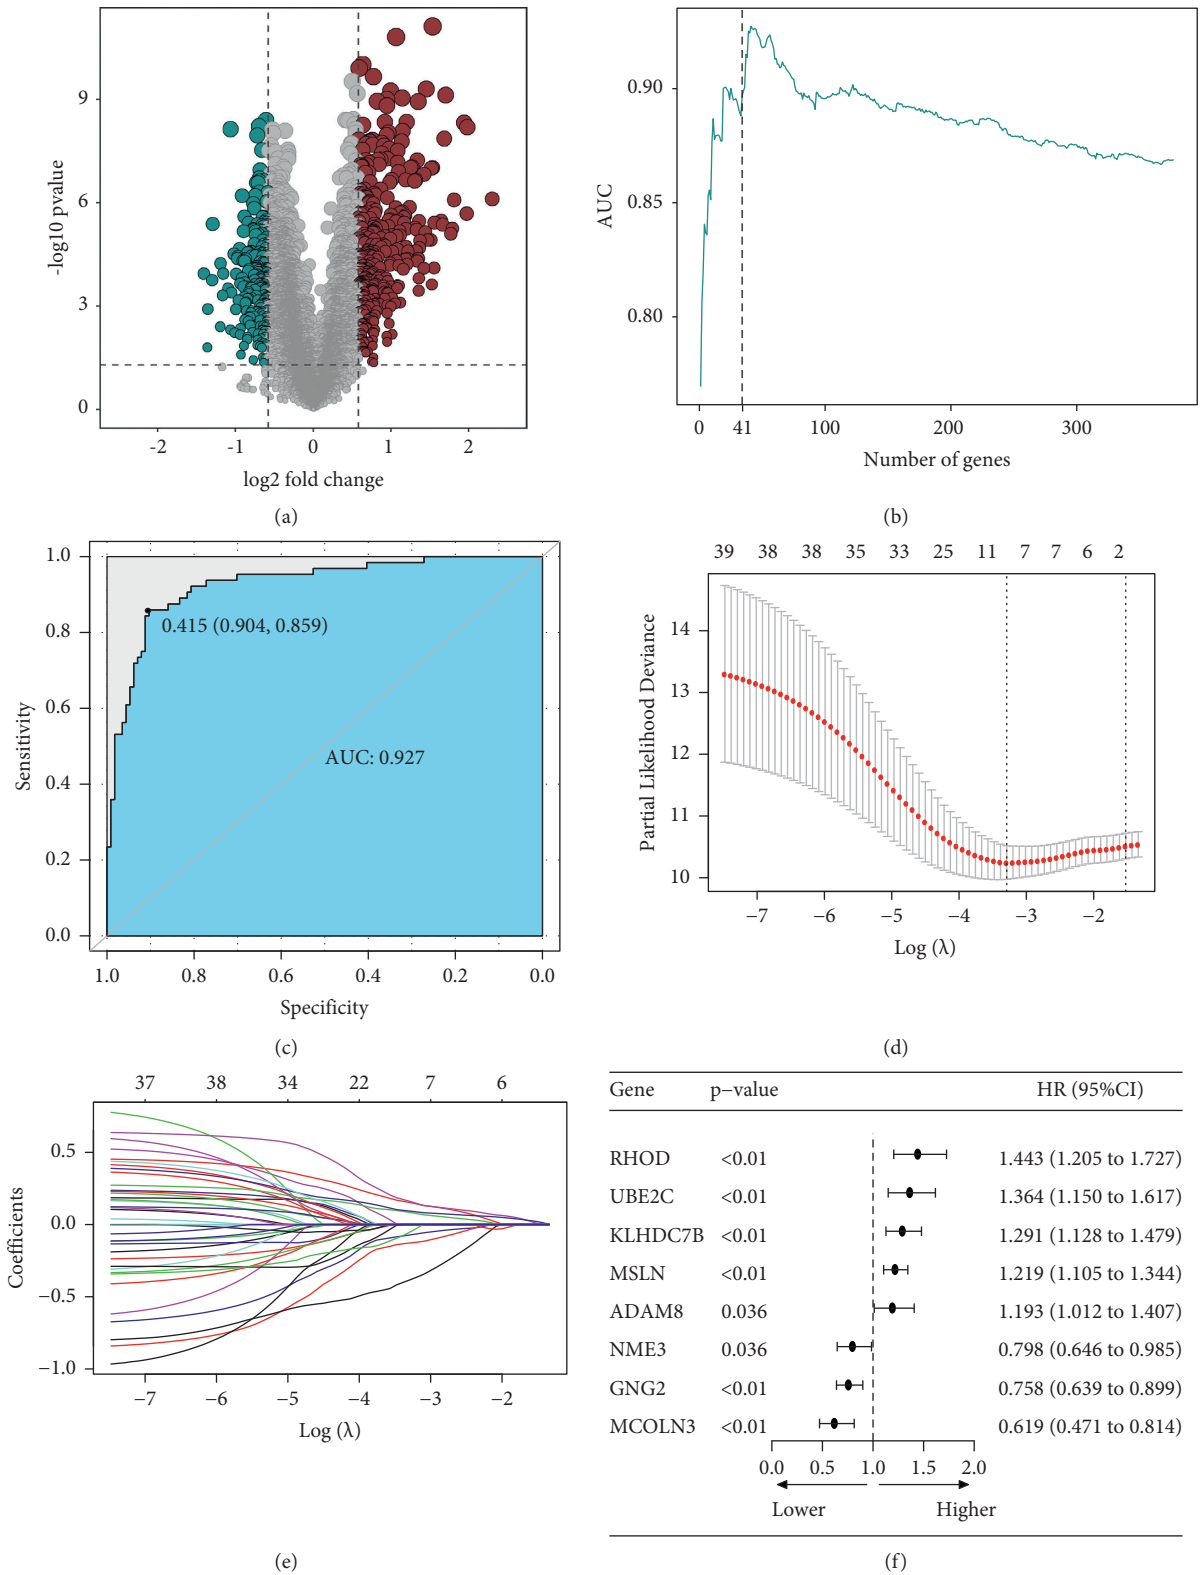 9
6
3
0
-log10 pvalue
-2 -1 0 1 2
log2 fold change
(a)
0.90
0.85
0.80
AUC
0 41 100 200 300
Number of genes
(b)
1.0
0.8
0.6
0.4
0.2
0.0
Sensitivity
0.415 (0.904, 0.859)
AUC: 0.927
1.0 0.8 0.6 0.4 0.2 0.0
Specificity
(c)
39 38 38 35 33 25 11 7 7 6 2
14
13
12
11
10
Partial Likelihood Deviance
−7 −6 −5 −4 −3 −2
Log (λ)
(d)
37 38 34 22 7 6
0.5
0.0
−0.5
−1.0
Coefficients
−7 −6 −5 −4 −3 −2
Log (λ)
(e)
Gene p−value HR (95%CI)
RHOD <0.01 1.443 (1.205 to 1.727)
UBE2C <0.01 1.364 (1.150 to 1.617)
KLHDC7B <0.01 1.291 (1.128 to 1.479)
MSLN <0.01 1.219 (1.105 to 1.344)
ADAM8 0.036 1.193 (1.012 to 1.407)
NME3 0.036 0.798 (0.646 to 0.985)
GNG2 <0.01 0.758 (0.639 to 0.899)
MCOLN3 <0.01 0.619 (0.471 to 0.814)
0.0 0.5 1.0 1.5 2.0
Lower Higher
(f)